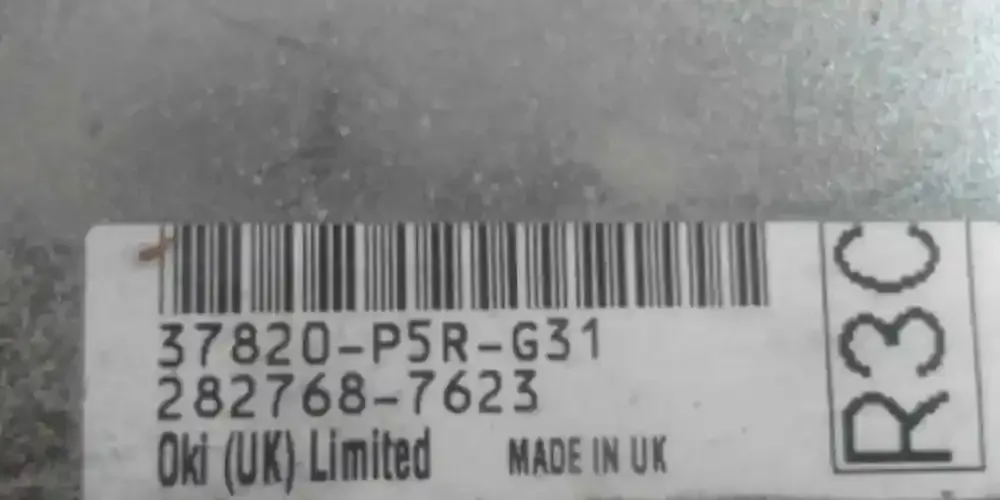 37820-P5R-G31
282768-7623
Oki (UK) Limited MADE IN UK
R3C